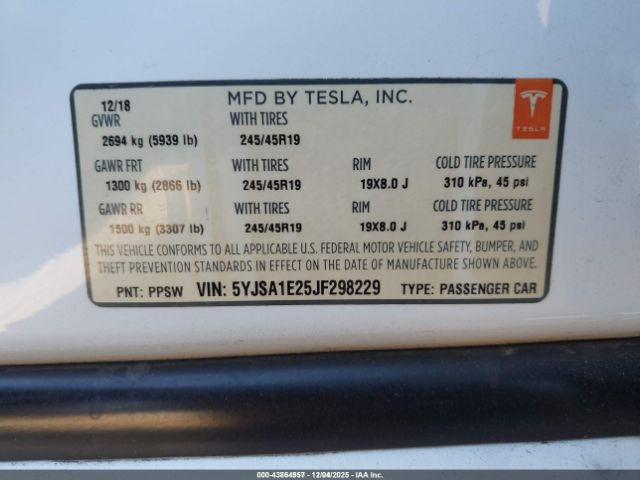 12/18 MFD BY TESLA, INC.
TESLA
GVWR WITH TIRES
2694 kg (5939 lb) 245/45R19
GAWR FRT WITH TIRES RIM COLD TIRE PRESSURE
1300 kg (2866 lb) 245/45R19 19X8.0 J 310 kPa, 45 psi
GAWR RR WITH TIRES RIM COLD TIRE PRESSURE
1500 kg (3307 lb) 245/45R19 19X8.0 J 310 kPa, 45 psi
THIS VEHICLE CONFORMS TO ALL APPLICABLE U.S. FEDERAL MOTOR VEHICLE SAFETY, BUMPER, AND
THEFT PREVENTION STANDARDS IN EFFECT ON THE DATE OF MANUFACTURE SHOWN ABOVE.
PNT: PPSW VIN: 5YJSA1E25JF298229 TYPE: PASSENGER CAR
000-43864957 - 12/04/2025 - IAAI.COM